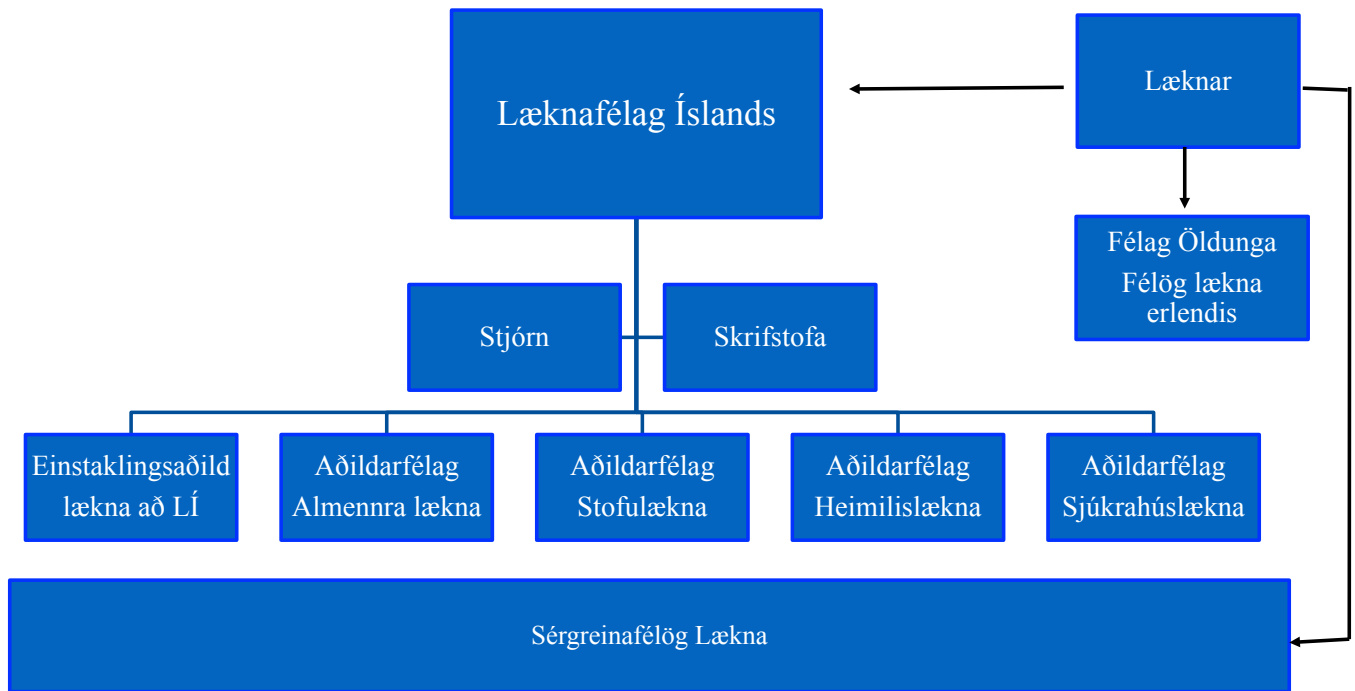 Læknafélag Íslands
Læknar
Félag Öldunga
Félög lækna
erlendis
Stjórn
Skrifstofa
Einstaklingsaðild
lækna að LÍ
Aðildarfélag
Almennra lækna
Aðildarfélag
Stofulækna
Aðildarfélag
Heimilislækna
Aðildarfélag
Sjúkrahúslækna
Sérgreinafélög Lækna